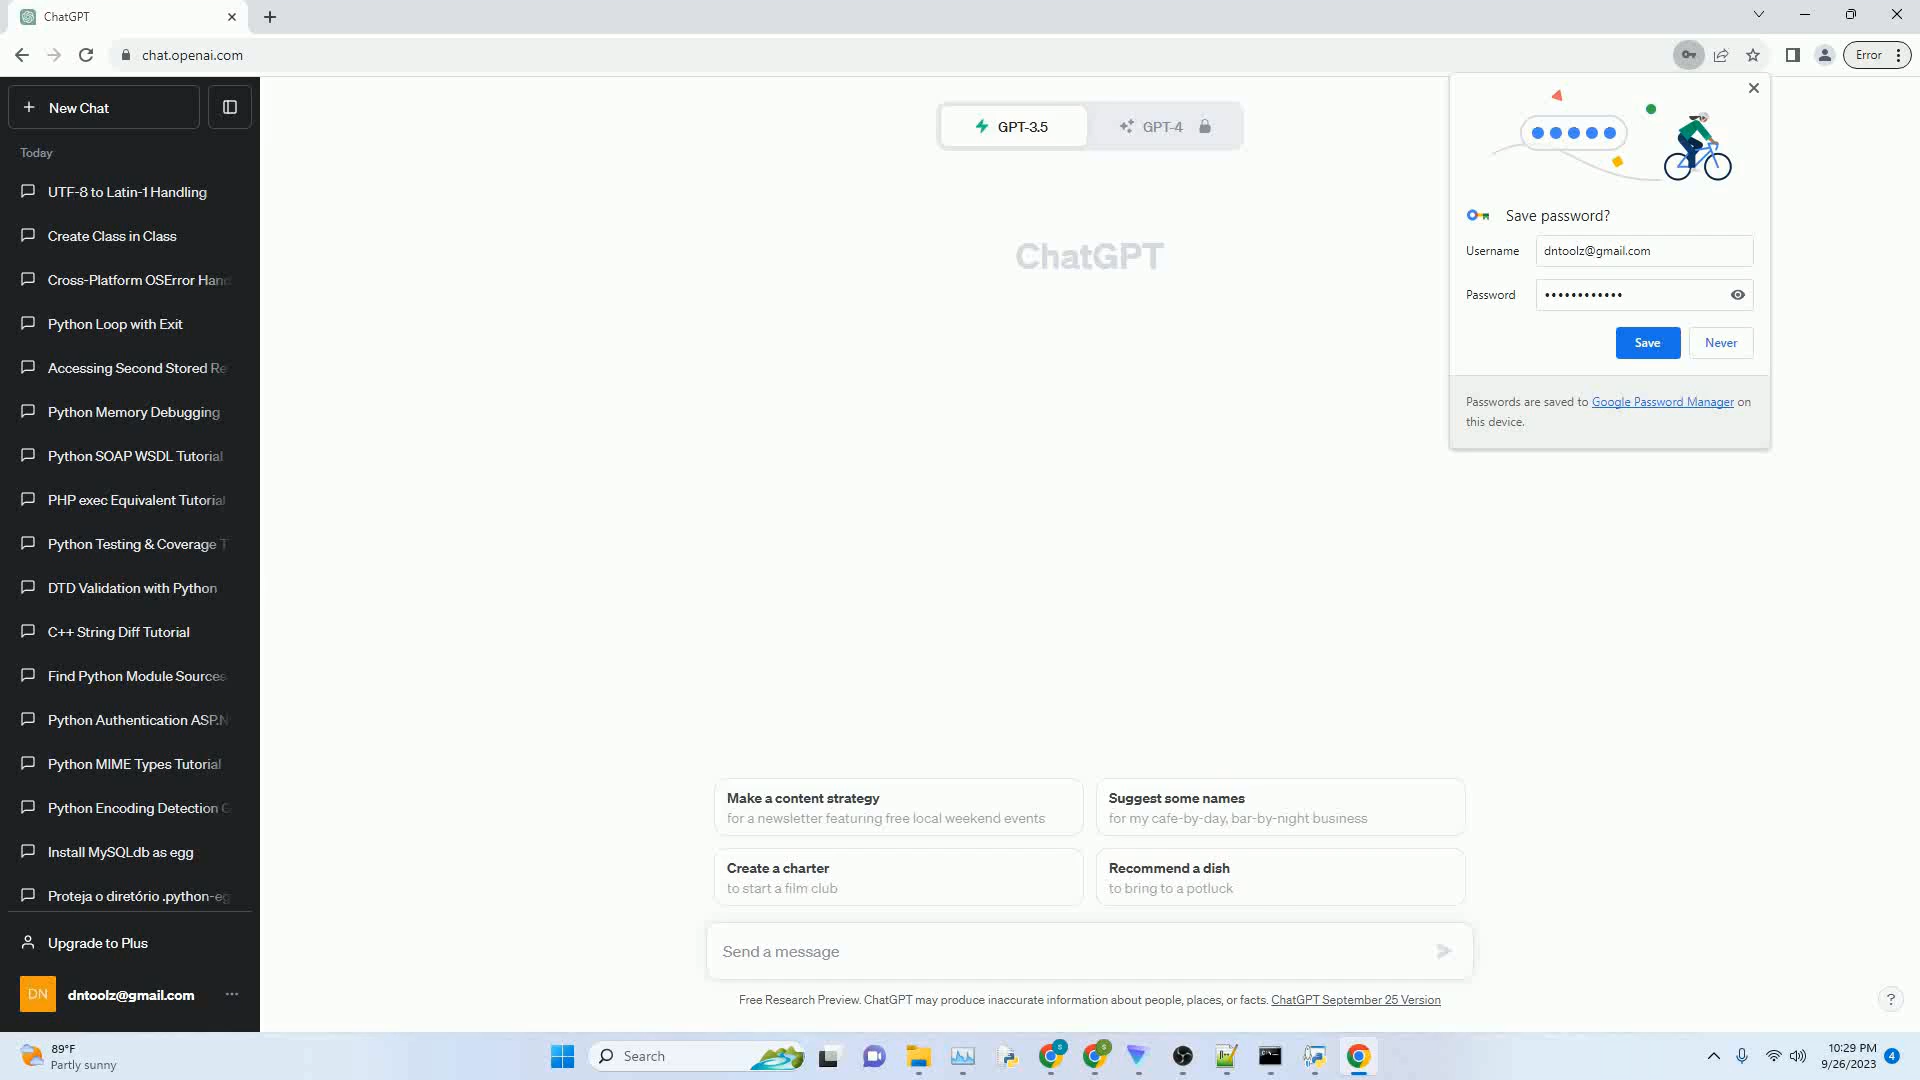 ChatGPT
chat.openai.com
Error
New Chat
Today
UTF-8 to Latin-1 Handling
Create Class in Class
Cross-Platform OSError Hand
Python Loop with Exit
Accessing Second Stored Re
Python Memory Debugging
Python SOAP WSDL Tutorial
PHP exec Equivalent Tutorial
Python Testing & Coverage T
DTD Validation with Python
C++ String Diff Tutorial
Find Python Module Sources
Python Authentication ASP.N
Python MIME Types Tutorial
Python Encoding Detection C
Install MySQLdb as egg
Proteja o diretório .python-eg
Upgrade to Plus
DN
dntoolz@gmail.com
GPT-3.5
GPT-4
ChatGPT
Save password?
Username
dntoolz@gmail.com
Password
••••••••••••
Save
Never
Passwords are saved to Google Password Manager on
this device.
Make a content strategy
for a newsletter featuring free local weekend events
Suggest some names
for my cafe-by-day, bar-by-night business
Create a charter
to start a film club
Recommend a dish
to bring to a potluck
Send a message
Free Research Preview. ChatGPT may produce inaccurate information about people, places, or facts. ChatGPT September 25 Version
?
89°F
Partly sunny
Search
10:29 PM
9/26/2023
4